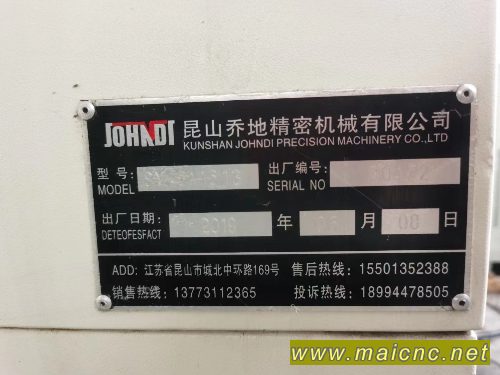 JOHNDI 昆山乔地精密机械有限公司
KUNSHAN JOHNDI PRECISION MACHINERY CO.,LTD
型 号: 出厂编号:
MODEL SERIAL NO
出厂日期: 2018 年 月 08 日
DETEOFESFACT
ADD: 江苏省昆山市城北中环路169号 售后热线: 15501352388
销售热线: 13773112365 投诉热线: 18994478505
www.maicnc.net